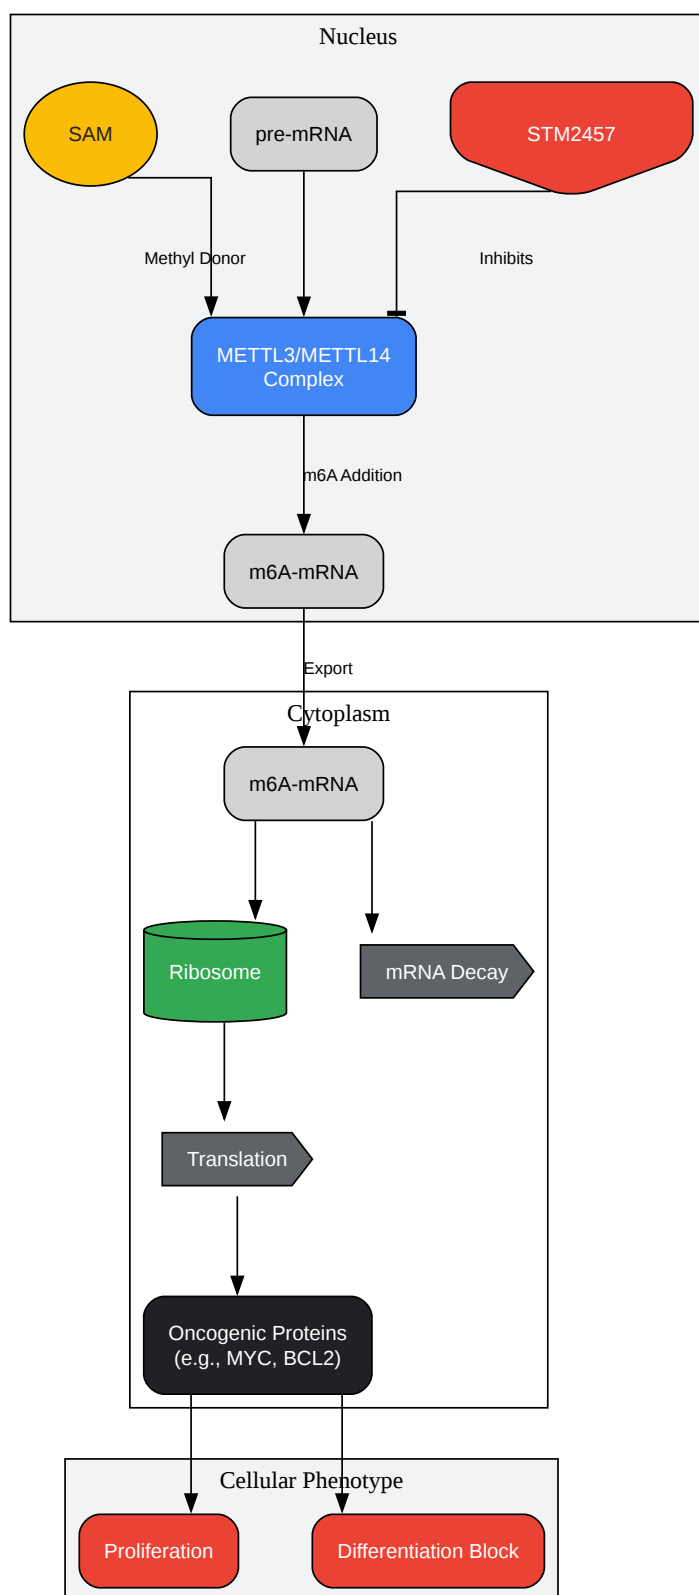 Nucleus
SAM
pre-mRNA
STM2457
Methyl Donor
Inhibits
METTL3/METTL14
Complex
m6A Addition
m6A-mRNA
Export
Cytoplasm
m6A-mRNA
Ribosome
mRNA Decay
Translation
Oncogenic Proteins
(e.g., MYC, BCL2)
Cellular Phenotype
Proliferation
Differentiation Block